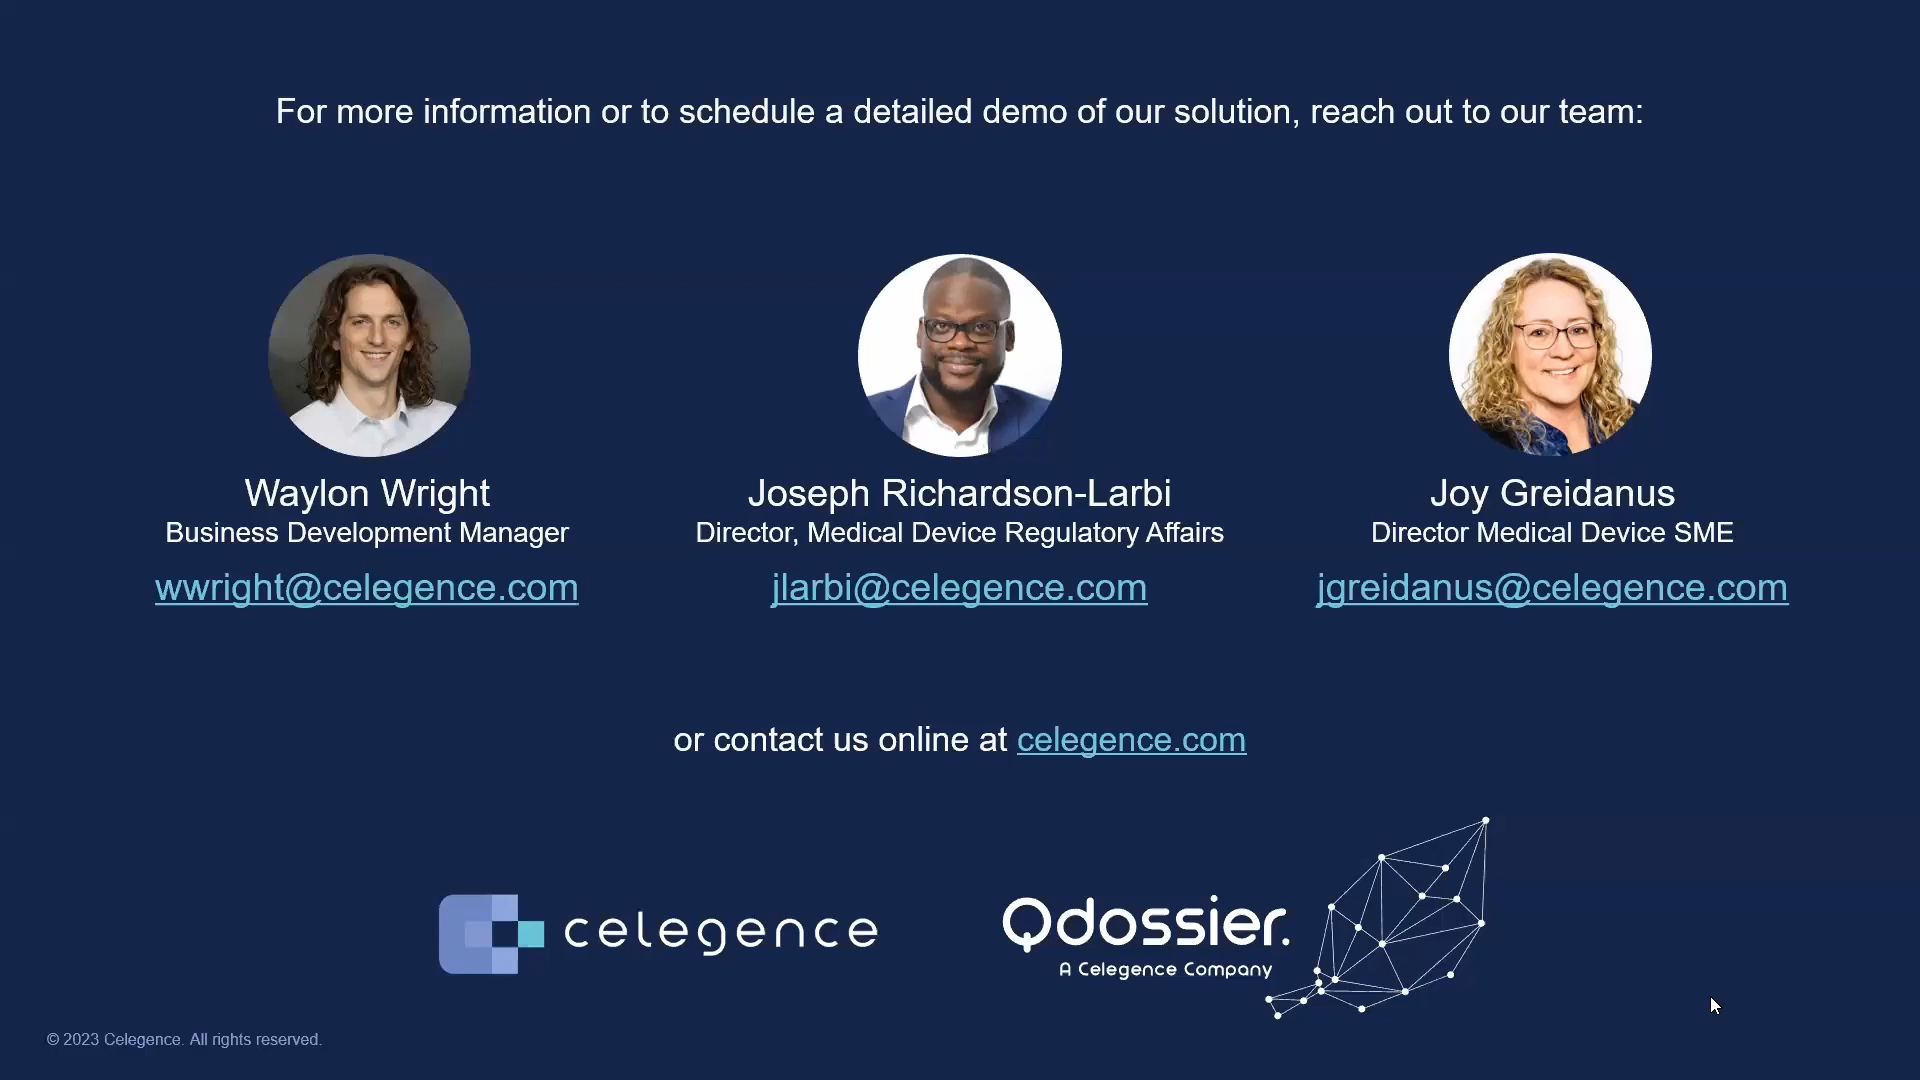 For more information or to schedule a detailed demo of our solution, reach out to our team:
Waylon Wright
Business Development Manager
wwright@celegence.com
Joseph Richardson-Larbi
Director, Medical Device Regulatory Affairs
jlarbi@celegence.com
Joy Greidanus
Director Medical Device SME
jgreidanus@celegence.com
or contact us online at celegence.com
celegence
Qdossier.
A Celegence Company
© 2023 Celegence. All rights reserved.